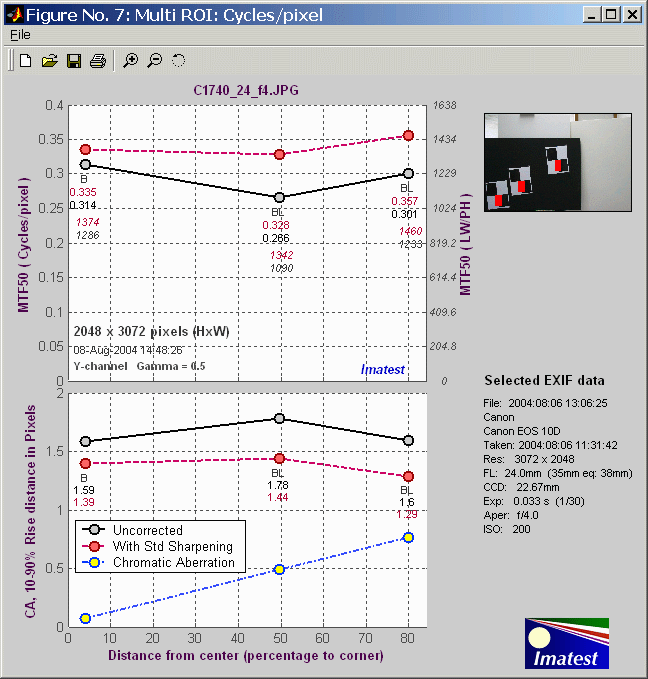 Figure No. 7: Multi ROI: Cycles/pixel
File
C1740_24_f4.JPG
0.4
0.35
0.3
0.25
0.2
0.15
0.1
0.05
0
MTF50 ( Cycles/pixel )
1638
1434
1229
1024
819.2
614.4
409.6
204.8
0
MTF50 ( LW/PH )
B
0.335
0.314
1374
1286
BL
0.328
0.266
1342
1090
BL
0.357
0.301
1460
1233
2048 x 3072 pixels (HxW)
08-Aug-2004 14:48:26
Y-channel Gamma = 0.5
Imatest
2
1.5
1
0.5
0
CA, 10-90% Rise distance in Pixels
B
1.59
1.39
BL
1.78
1.44
BL
1.6
1.29
Uncorrected
With Std Sharpening
Chromatic Aberration
0 10 20 30 40 50 60 70 80
Distance from center (percentage to corner)
Selected EXIF data
File: 2004:08:06 13:06:25
Canon
Canon EOS 10D
Taken: 2004:08:06 11:31:42
Res: 3072 x 2048
FL: 24.0mm (35mm eq: 38mm)
CCD: 22.67mm
Exp: 0.033 s (1/30)
Aper: f/4.0
ISO: 200
Imatest